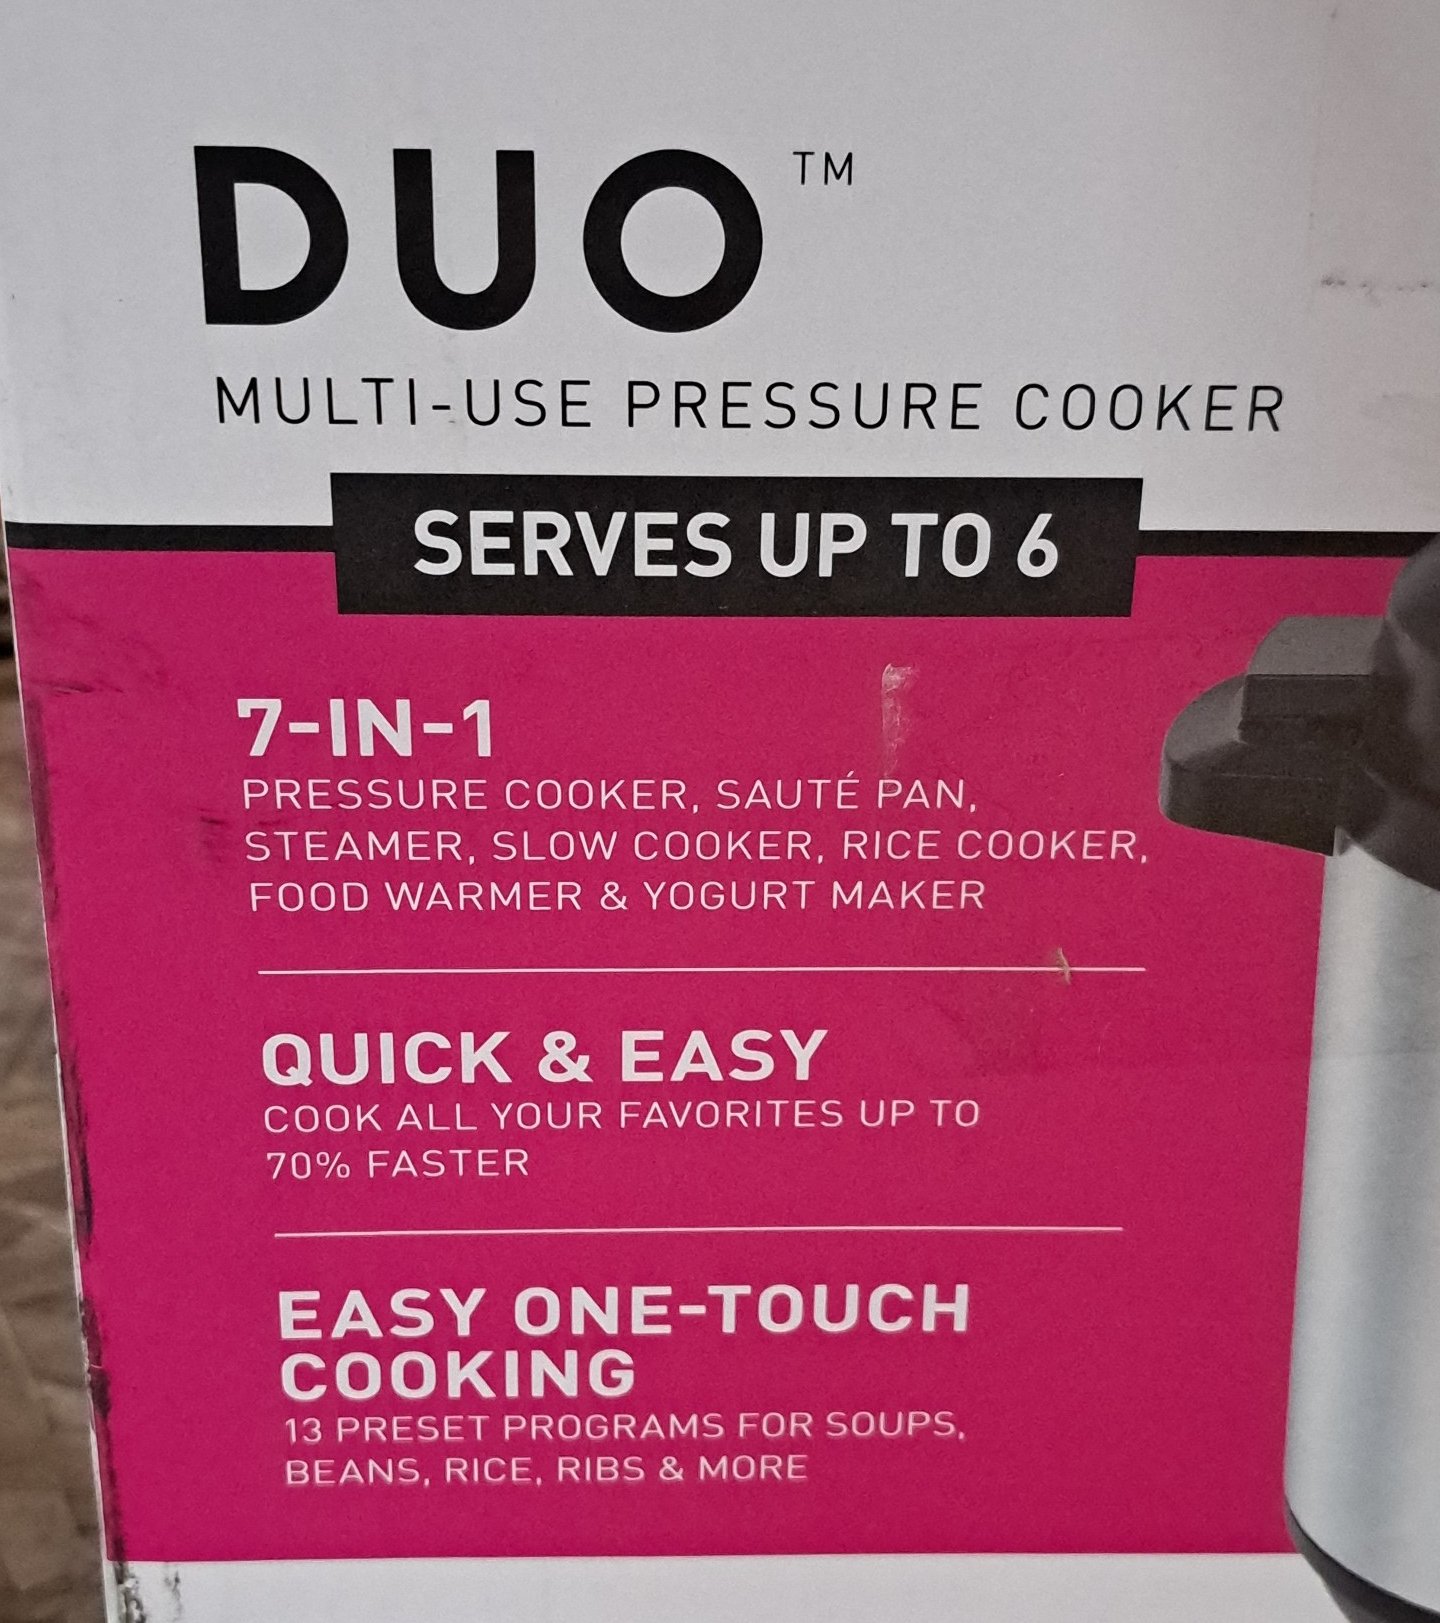 DUO™
MULTI-USE PRESSURE COOKER
SERVES UP TO 6
7-IN-1
PRESSURE COOKER, SAUTÉ PAN,
STEAMER, SLOW COOKER, RICE COOKER,
FOOD WARMER & YOGURT MAKER
QUICK & EASY
COOK ALL YOUR FAVORITES UP TO
70% FASTER
EASY ONE-TOUCH
COOKING
13 PRESET PROGRAMS FOR SOUPS,
BEANS, RICE, RIBS & MORE